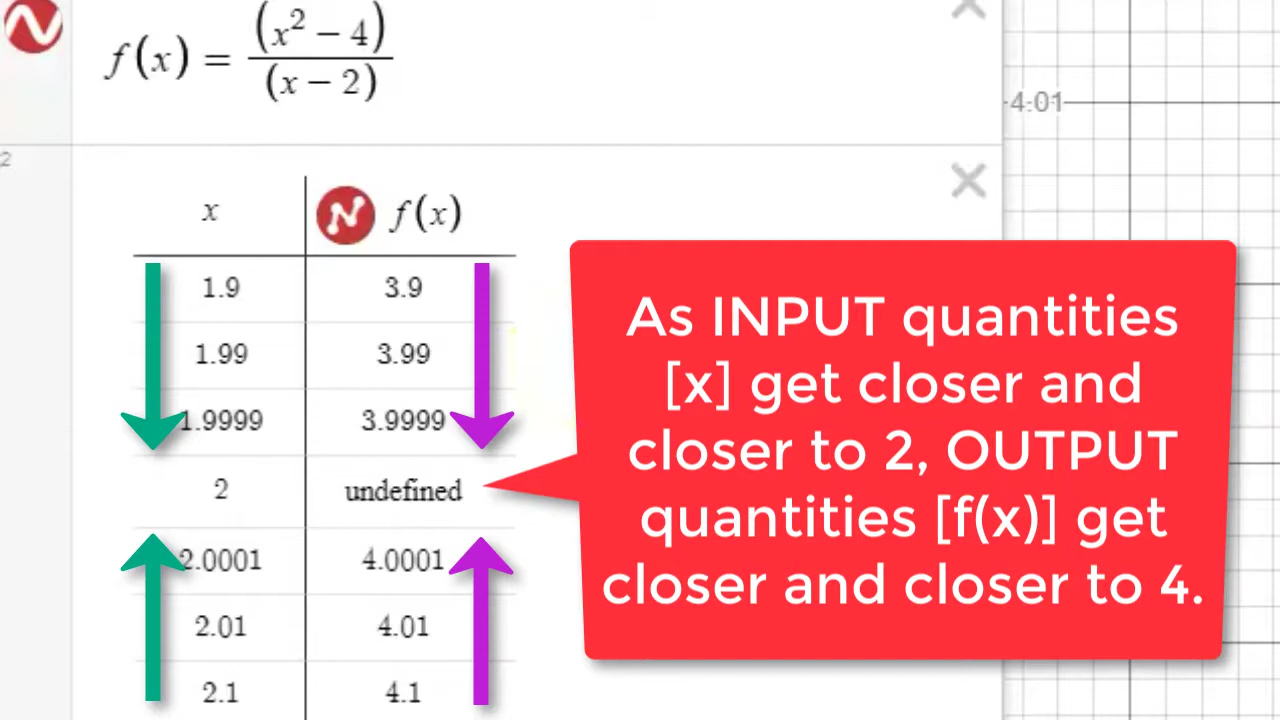 f(x) = (x² − 4)/(x − 2)
-4.01
2
x f(x)
1.9 3.9
1.99 3.99
1.9999 3.9999
2 undefined
2.0001 4.0001
2.01 4.01
2.1 4.1
As INPUT quantities
[x] get closer and
closer to 2, OUTPUT
quantities [f(x)] get
closer and closer to 4.